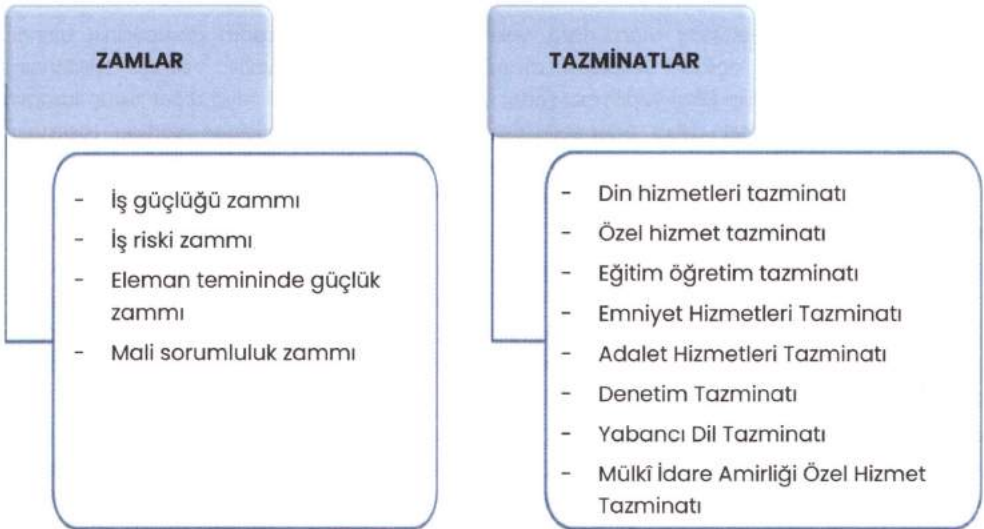 ZAMLAR
- İş güçlüğü zammı
- İş riski zammı
- Eleman temininde güçlük
zammı
- Mali sorumluluk zammı
TAZMİNATLAR
- Din hizmetleri tazminatı
- Özel hizmet tazminatı
- Eğitim öğretim tazminatı
- Emniyet Hizmetleri Tazminatı
- Adalet Hizmetleri Tazminatı
- Denetim Tazminatı
- Yabancı Dil Tazminatı
- Mülkî İdare Amirliği Özel Hizmet
Tazminatı